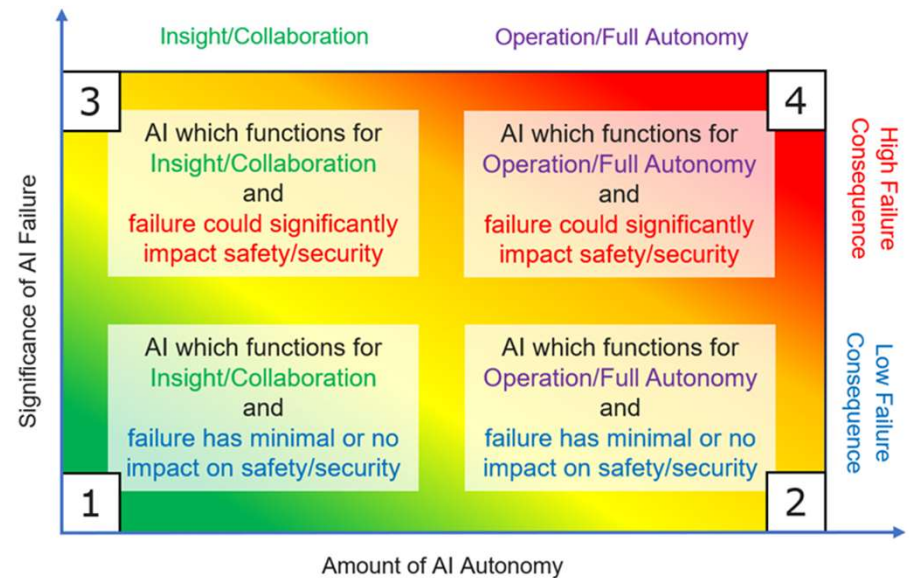 Insight/Collaboration
Operation/Full Autonomy
3
4
AI which functions for
Insight/Collaboration
and
failure could significantly
impact safety/security
AI which functions for
Operation/Full Autonomy
and
failure could significantly
impact safety/security
High Failure
Consequence
Significance of AI Failure
AI which functions for
Insight/Collaboration
and
failure has minimal or no
impact on safety/security
AI which functions for
Operation/Full Autonomy
and
failure has minimal or no
impact on safety/security
Low Failure
Consequence
1
2
Amount of AI Autonomy